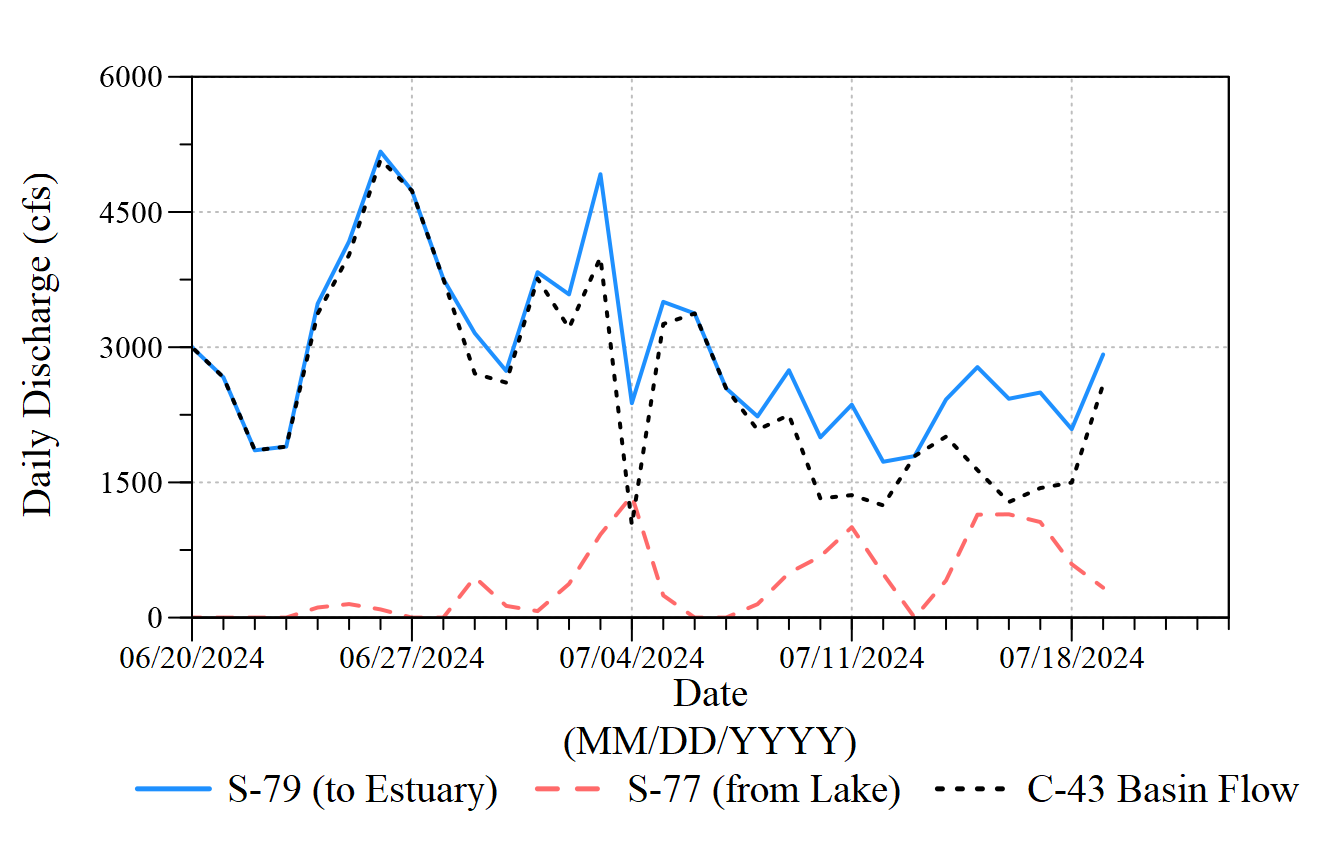 6000
4500
3000
1500
0
Daily Discharge (cfs)
06/20/2024 06/27/2024 07/04/2024 07/11/2024 07/18/2024
Date
(MM/DD/YYYY)
S-79 (to Estuary) S-77 (from Lake) C-43 Basin Flow